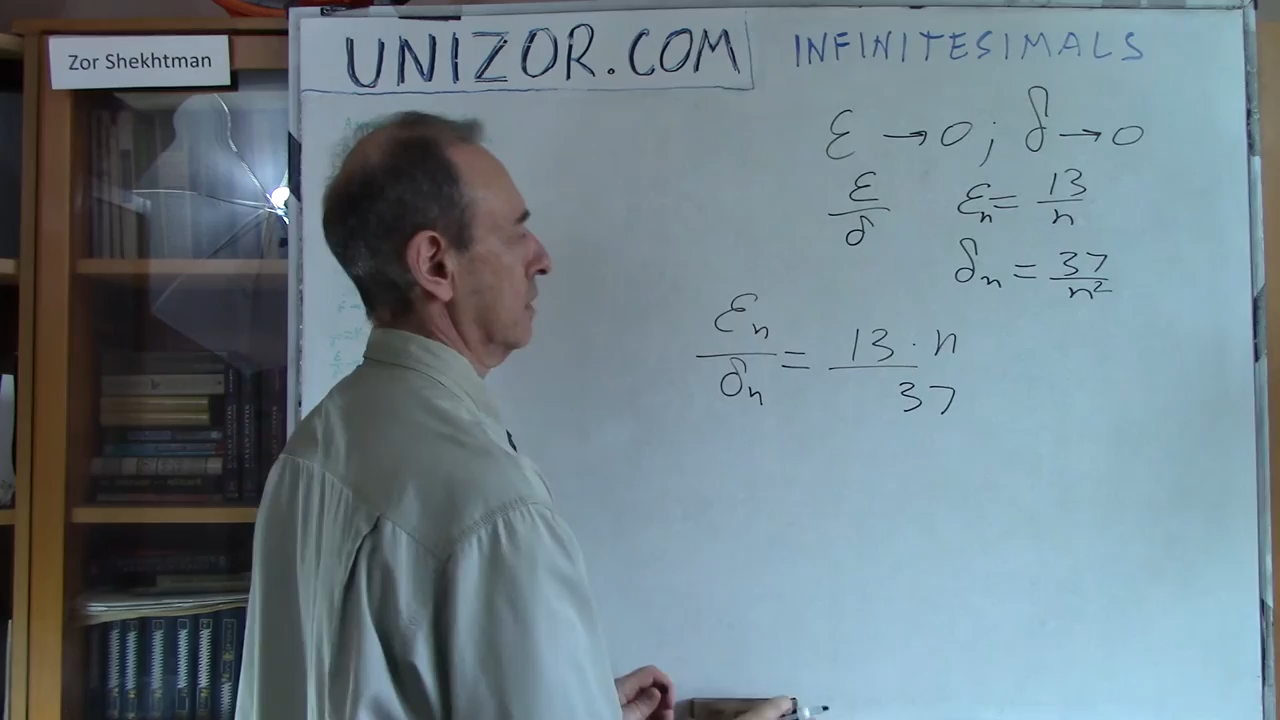 Zor Shekhtman
UNIZOR.COM
INFINITESIMALS
ε → 0; δ → 0
ε/δ
εₙ = 13/n
δₙ = 37/n²
εₙ/δₙ = 13·n/37